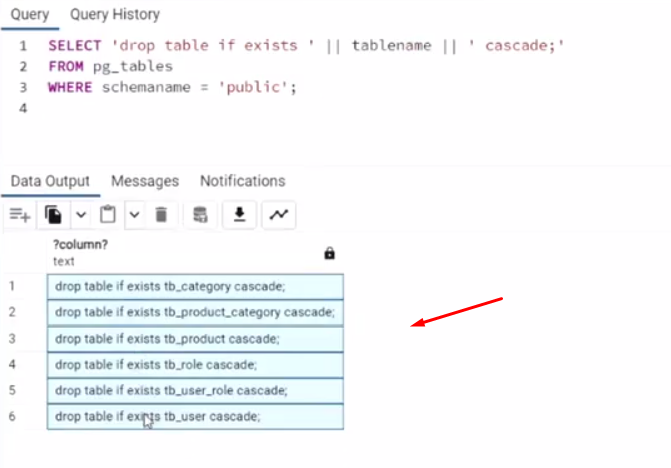 Query Query History
1 SELECT 'drop table if exists ' || tablename || ' cascade;'
2 FROM pg_tables
3 WHERE schemaname = 'public';
4
Data Output Messages Notifications
?column?
text
1 drop table if exists tb_category cascade;
2 drop table if exists tb_product_category cascade;
3 drop table if exists tb_product cascade;
4 drop table if exists tb_role cascade;
5 drop table if exists tb_user_role cascade;
6 drop table if exists tb_user cascade;